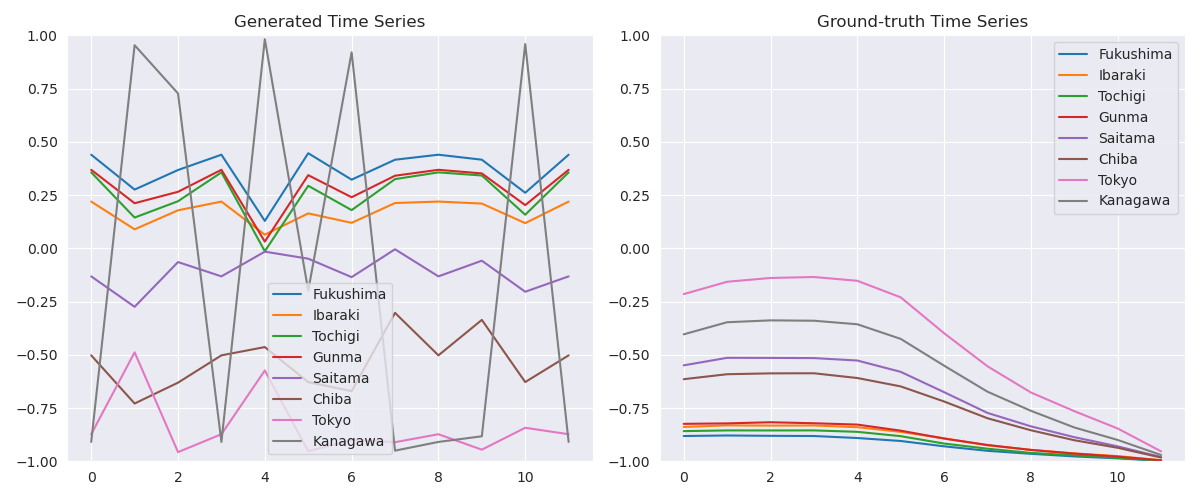 Generated Time Series
1.00
0.75
0.50
0.25
0.00
−0.25
−0.50
−0.75
−1.00
0 2 4 6 8 10
Fukushima
Ibaraki
Tochigi
Gunma
Saitama
Chiba
Tokyo
Kanagawa
Ground-truth Time Series
1.00
0.75
0.50
0.25
0.00
−0.25
−0.50
−0.75
−1.00
0 2 4 6 8 10
Fukushima
Ibaraki
Tochigi
Gunma
Saitama
Chiba
Tokyo
Kanagawa